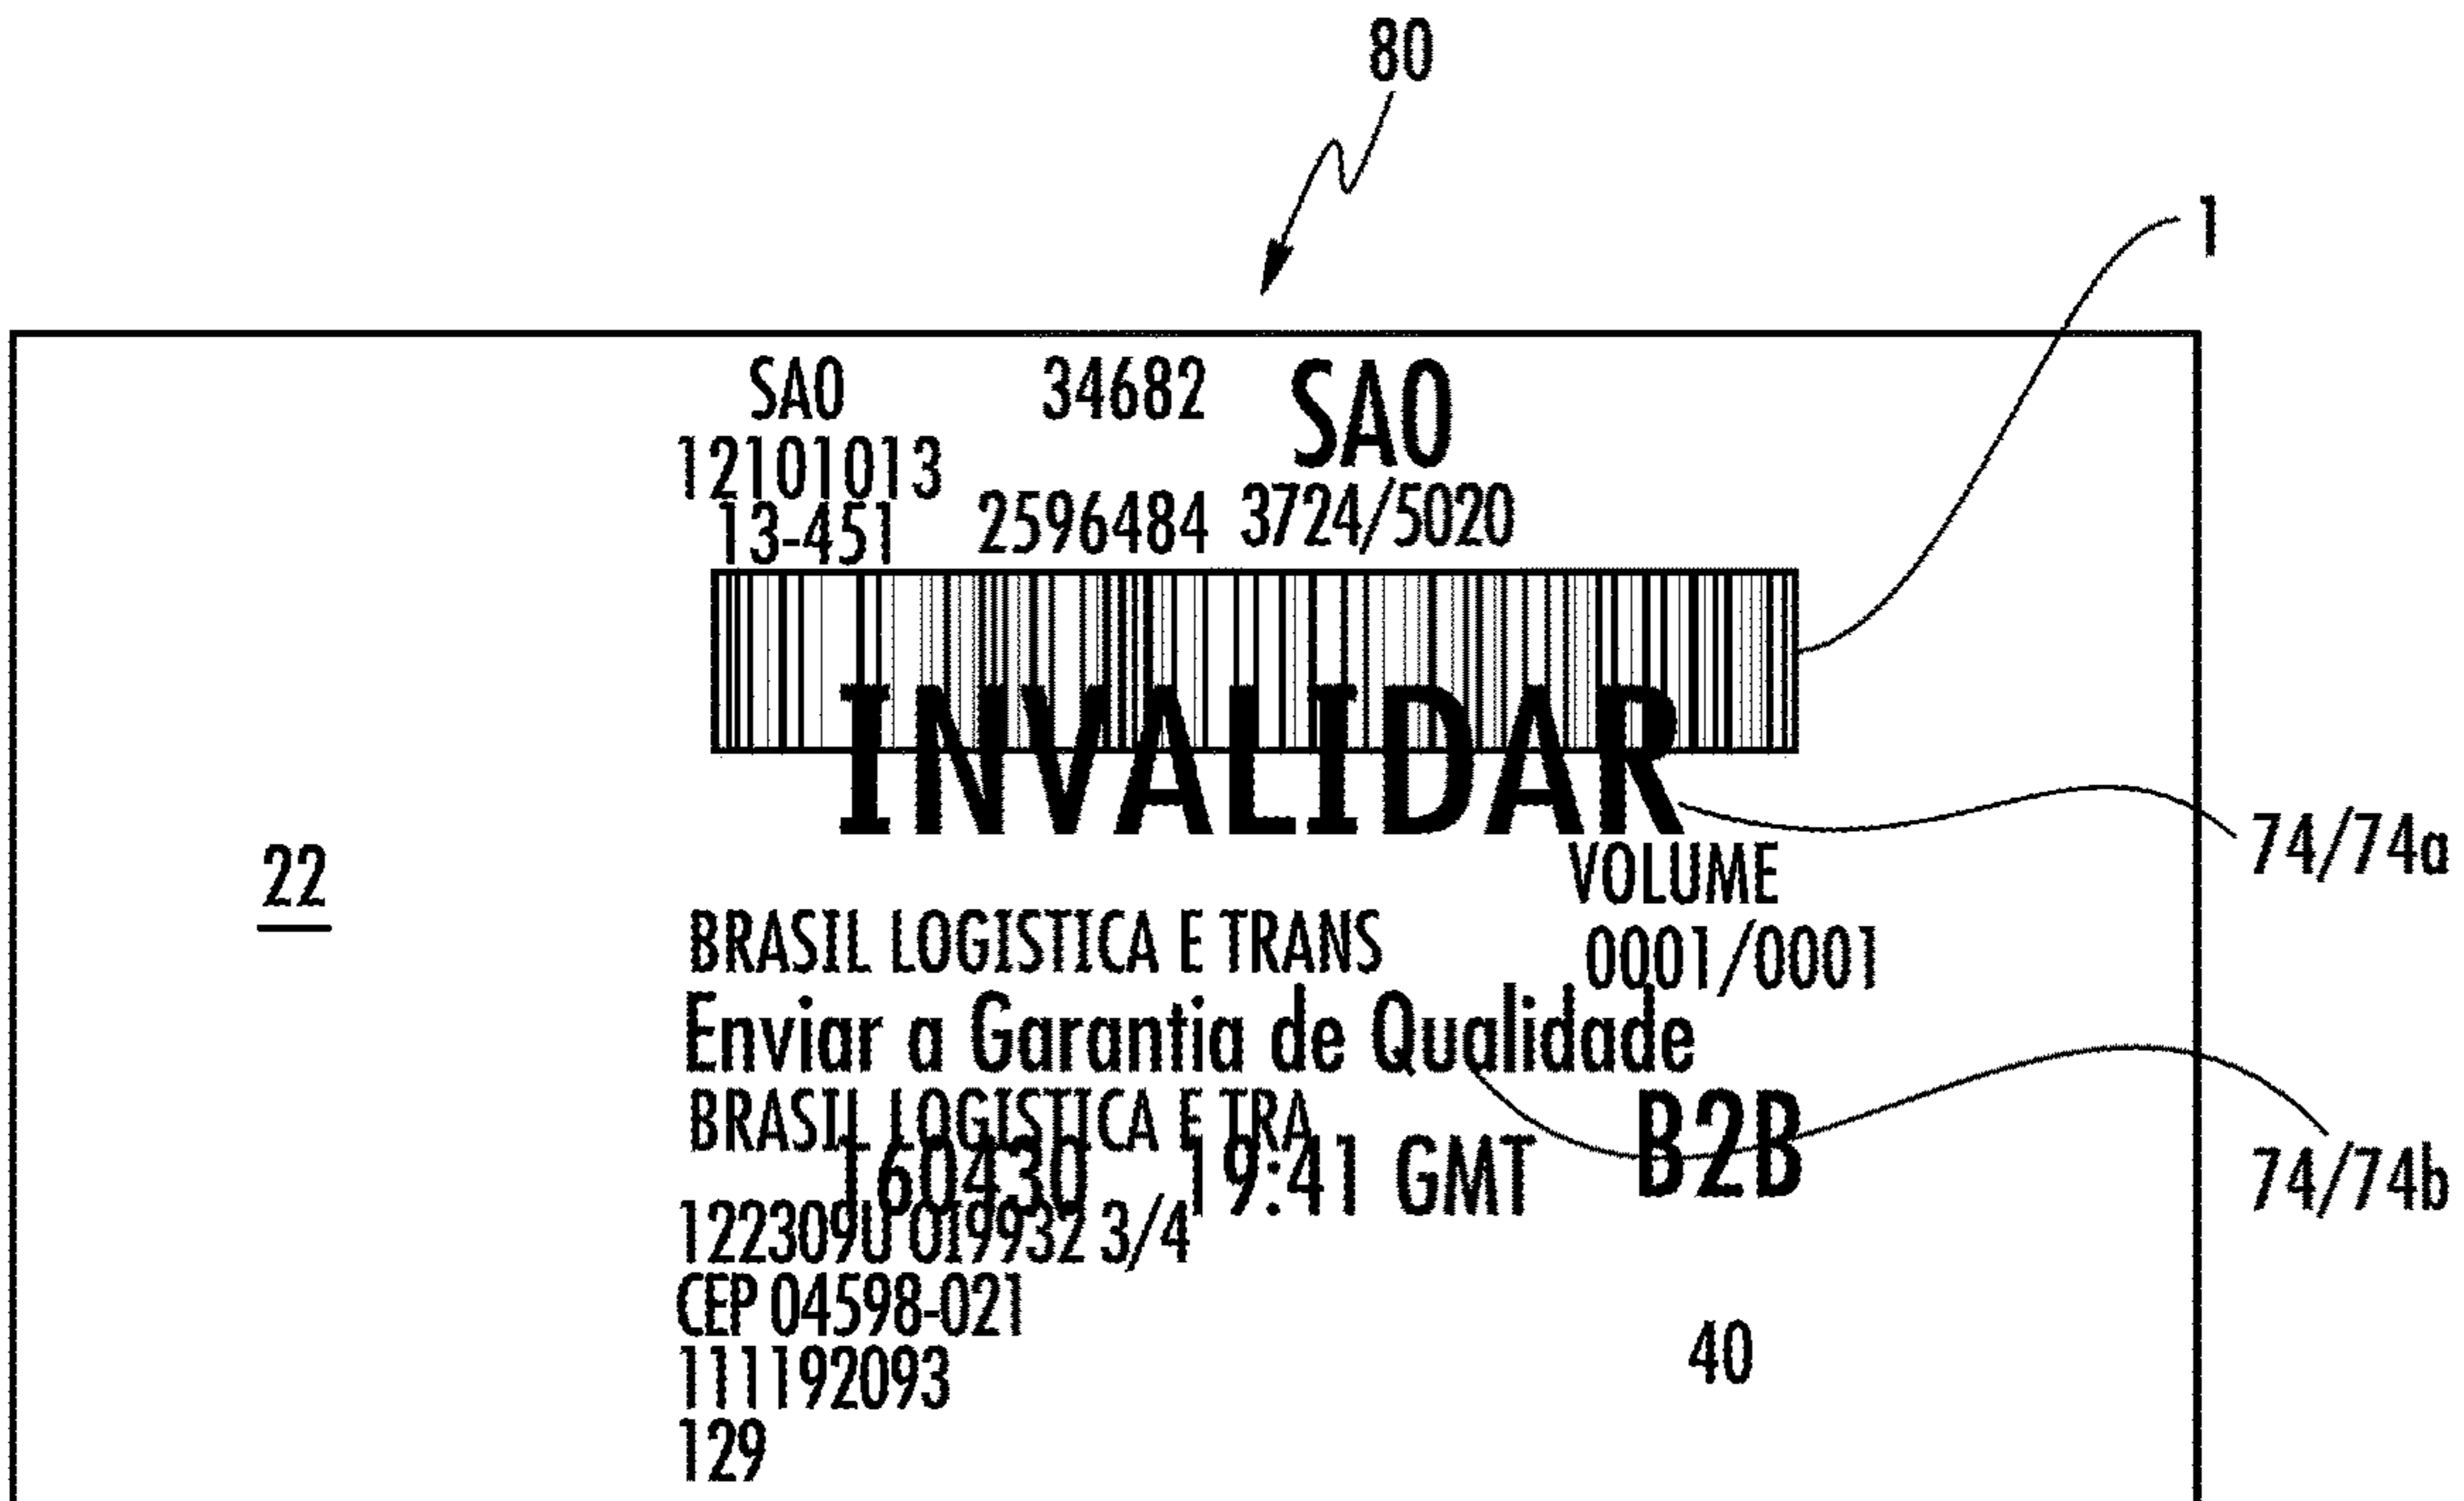 80
1
SAO 34682 SAO
12101013
13-451 2596484 3724/5020
INVALIDAR
74/74a
22
VOLUME
BRASIL LOGISTICA E TRANS
0001/0001
Enviar a Garantia de Qualidade
BRASIL LOGISTICA E TRA
B2B
160430 19:41 GMT
74/74b
122309U OI9932 3/4
CEP 04598-021
40
111192093
129